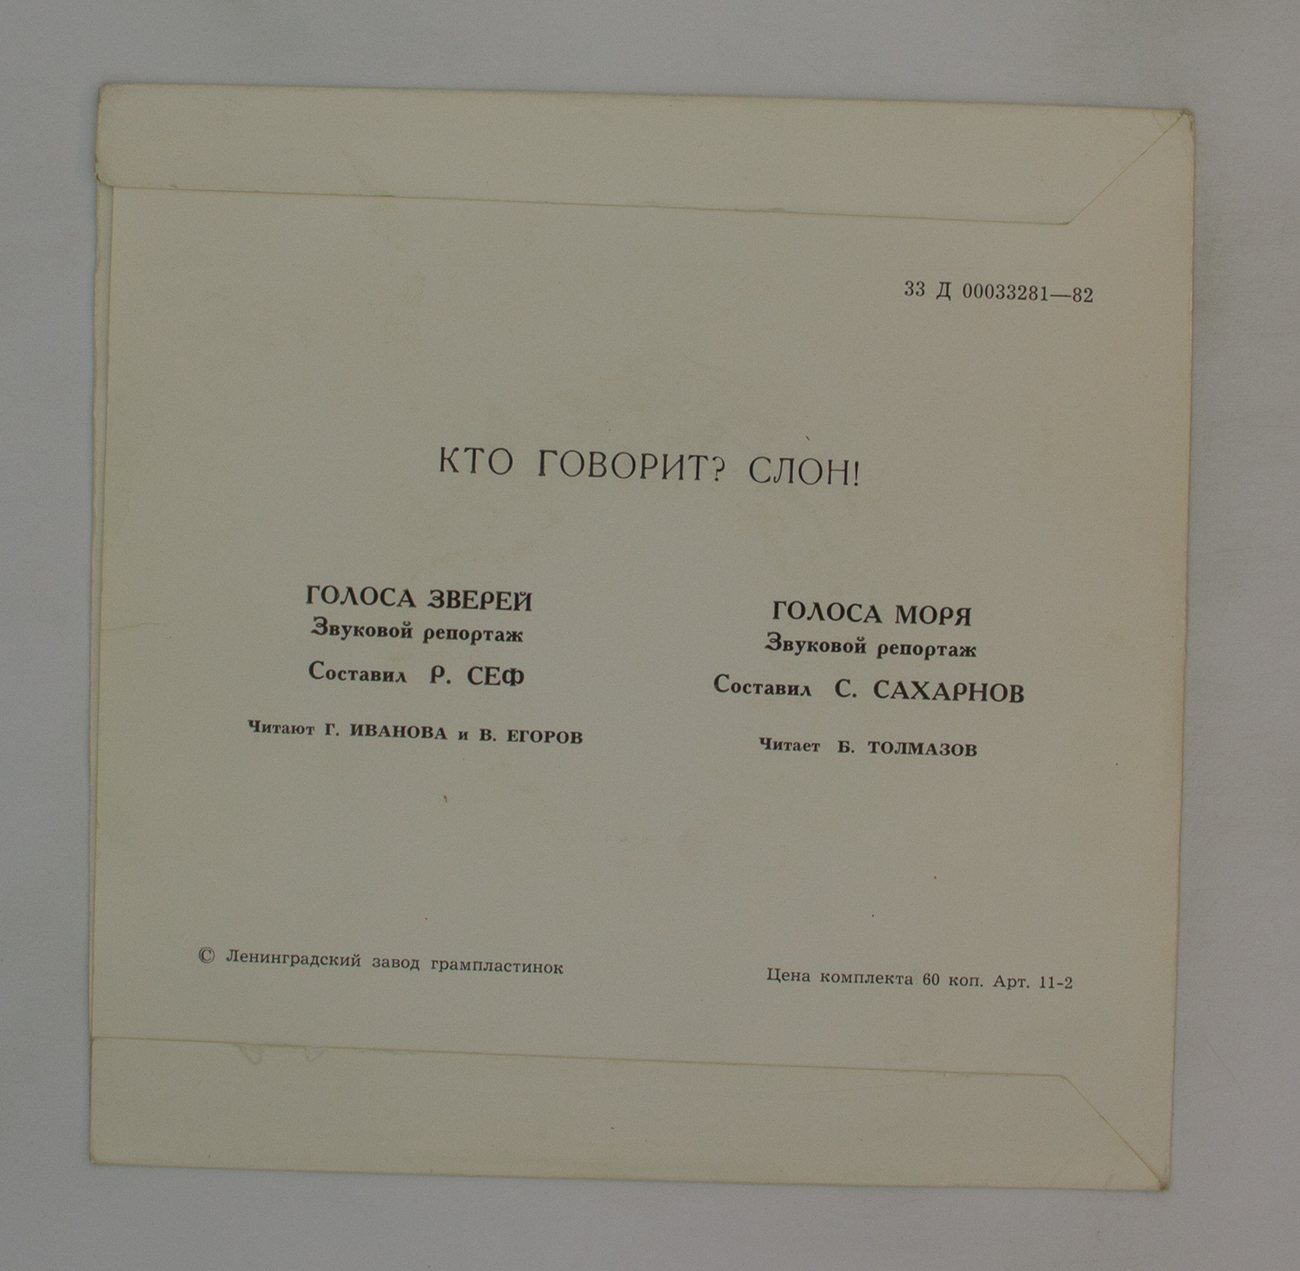 33 Д 00033281—82
КТО ГОВОРИТ? СЛОН!
ГОЛОСА ЗВЕРЕЙ
Звуковой репортаж
Составил Р. СЕФ
Читают Г. ИВАНОВА и В. ЕГОРОВ
ГОЛОСА МОРЯ
Звуковой репортаж
Составил С. САХАРНОВ
Читает Б. ТОЛМАЗОВ
© Ленинградский завод грампластинок
Цена комплекта 60 коп. Арт. 11-2